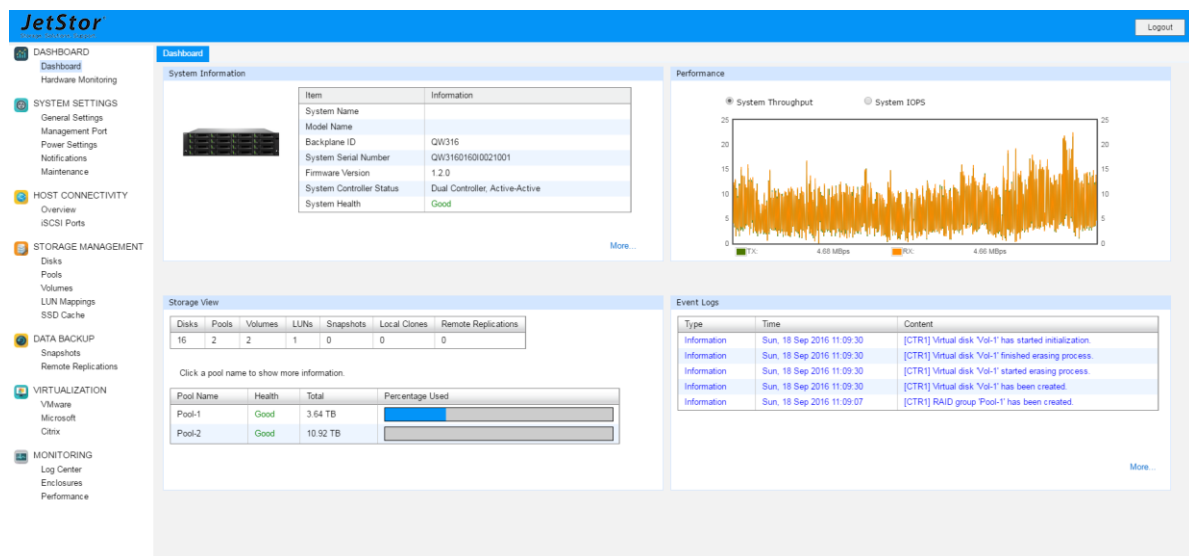 JetStor
Logout
DASHBOARD
Dashboard
Hardware Monitoring
SYSTEM SETTINGS
General Settings
Management Port
Power Settings
Notifications
Maintenance
HOST CONNECTIVITY
Overview
iSCSI Ports
STORAGE MANAGEMENT
Disks
Pools
Volumes
LUN Mappings
SSD Cache
DATA BACKUP
Snapshots
Remote Replications
VIRTUALIZATION
VMware
Microsoft
Citrix
MONITORING
Log Center
Enclosures
Performance
Dashboard
System Information
Item Information
System Name
Model Name
Backplane ID QW316
System Serial Number QW3160160I0021001
Firmware Version 1.2.0
System Controller Status Dual Controller, Active-Active
System Health Good
More...
Performance
System Throughput System IOPS
25 25
20 20
15 15
10 10
5 5
0 0
TX: 4.68 MBps RX: 4.66 MBps
Storage View
Disks Pools Volumes LUNs Snapshots Local Clones Remote Replications
16 2 2 1 0 0 0
Click a pool name to show more information.
Pool Name Health Total Percentage Used
Pool-1 Good 3.64 TB
Pool-2 Good 10.92 TB
Event Logs
Type Time Content
Information Sun, 18 Sep 2016 11:09:30 [CTR1] Virtual disk 'Vol-1' has started initialization.
Information Sun, 18 Sep 2016 11:09:30 [CTR1] Virtual disk 'Vol-1' finished erasing process.
Information Sun, 18 Sep 2016 11:09:30 [CTR1] Virtual disk 'Vol-1' started erasing process.
Information Sun, 18 Sep 2016 11:09:30 [CTR1] Virtual disk 'Vol-1' has been created.
Information Sun, 18 Sep 2016 11:09:07 [CTR1] RAID group 'Pool-1' has been created.
More...